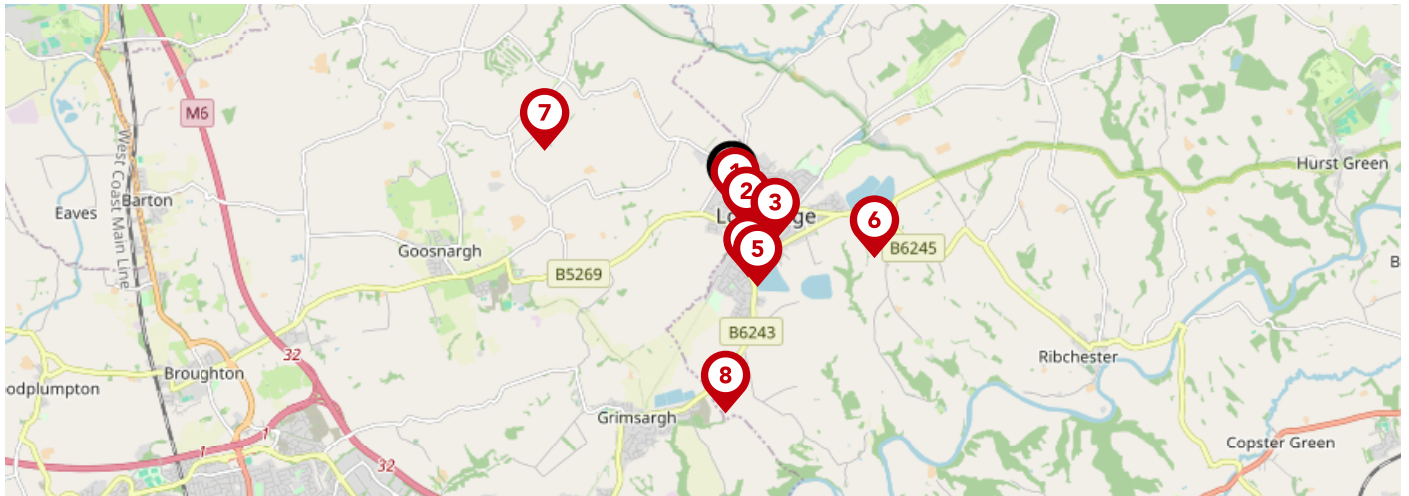 M6
7
West Coast Main Line
Hurst Green
Barton
1
2
3
Eaves
6
Goosnargh
B6245
5
B5269
B6243
32
Ribchester
Broughton
8
Grimsargh
1
1
Copster Green
32